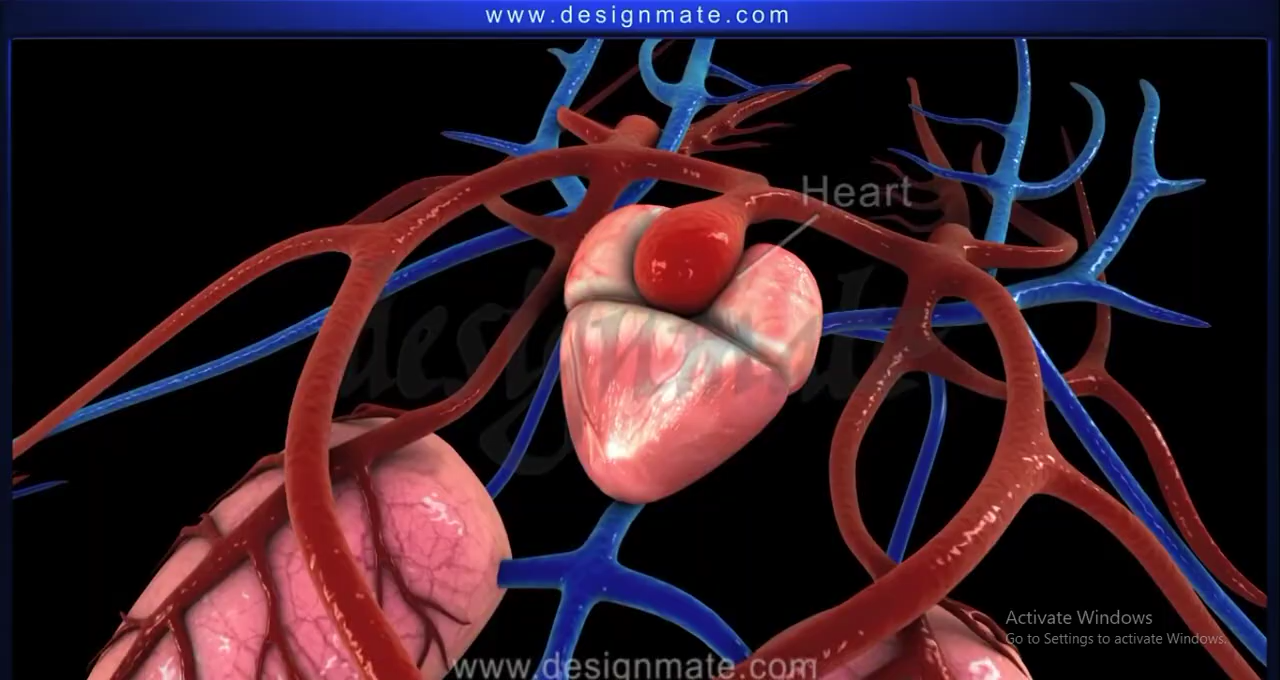 www.designmate.com
Heart
designmate
Activate Windows
Go to Settings to activate Windows.
www.designmate.com